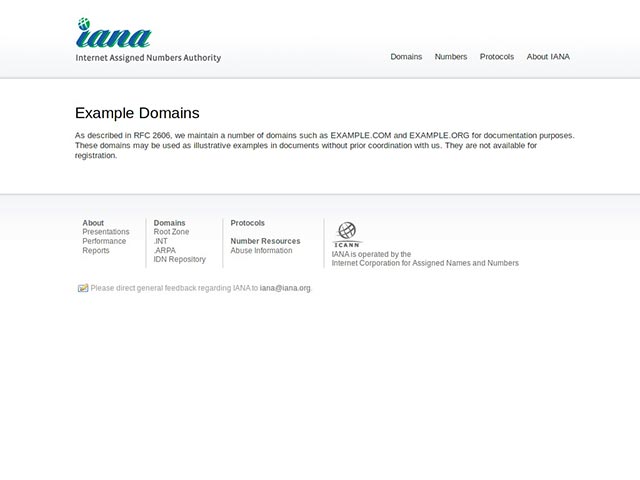 iana
Internet Assigned Numbers Authority
Domains Numbers Protocols About IANA
Example Domains
As described in RFC 2606, we maintain a number of domains such as EXAMPLE.COM and EXAMPLE.ORG for documentation purposes.
These domains may be used as illustrative examples in documents without prior coordination with us. They are not available for
registration.
About
Presentations
Performance
Reports
Domains
Root Zone
.INT
.ARPA
IDN Repository
Protocols
Number Resources
Abuse Information
ICANN
IANA is operated by the
Internet Corporation for Assigned Names and Numbers
Please direct general feedback regarding IANA to iana@iana.org.